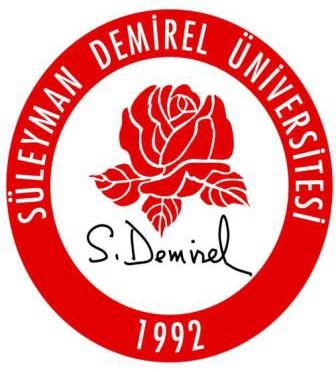 SÜLEYMAN DEMİREL ÜNİVERSİTESİ
S. Demirel
1992